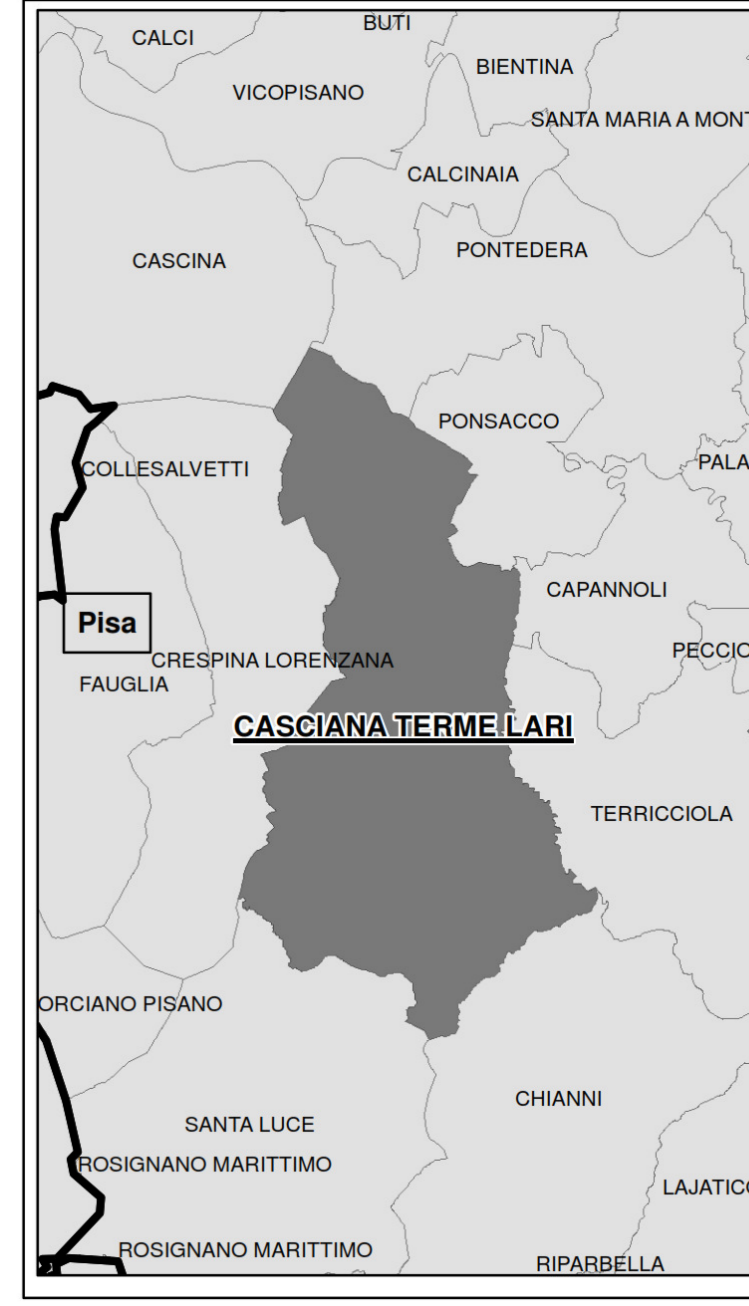 BUTI
CALCI
BIENTINA
VICOPISANO
SANTA MARIA A MONT
CALCINAIA
PONTEDERA
CASCINA
PONSACCO
PALA
COLLESALVETTI
CAPANNOLI
Pisa
PECCIO
CRESPINA LORENZANA
FAUGLIA
CASCIANA TERME LARI
TERRICCIOLA
ORCIANO PISANO
CHIANNI
SANTA LUCE
ROSIGNANO MARITTIMO
LAJATICO
ROSIGNANO MARITTIMO
RIPARBELLA